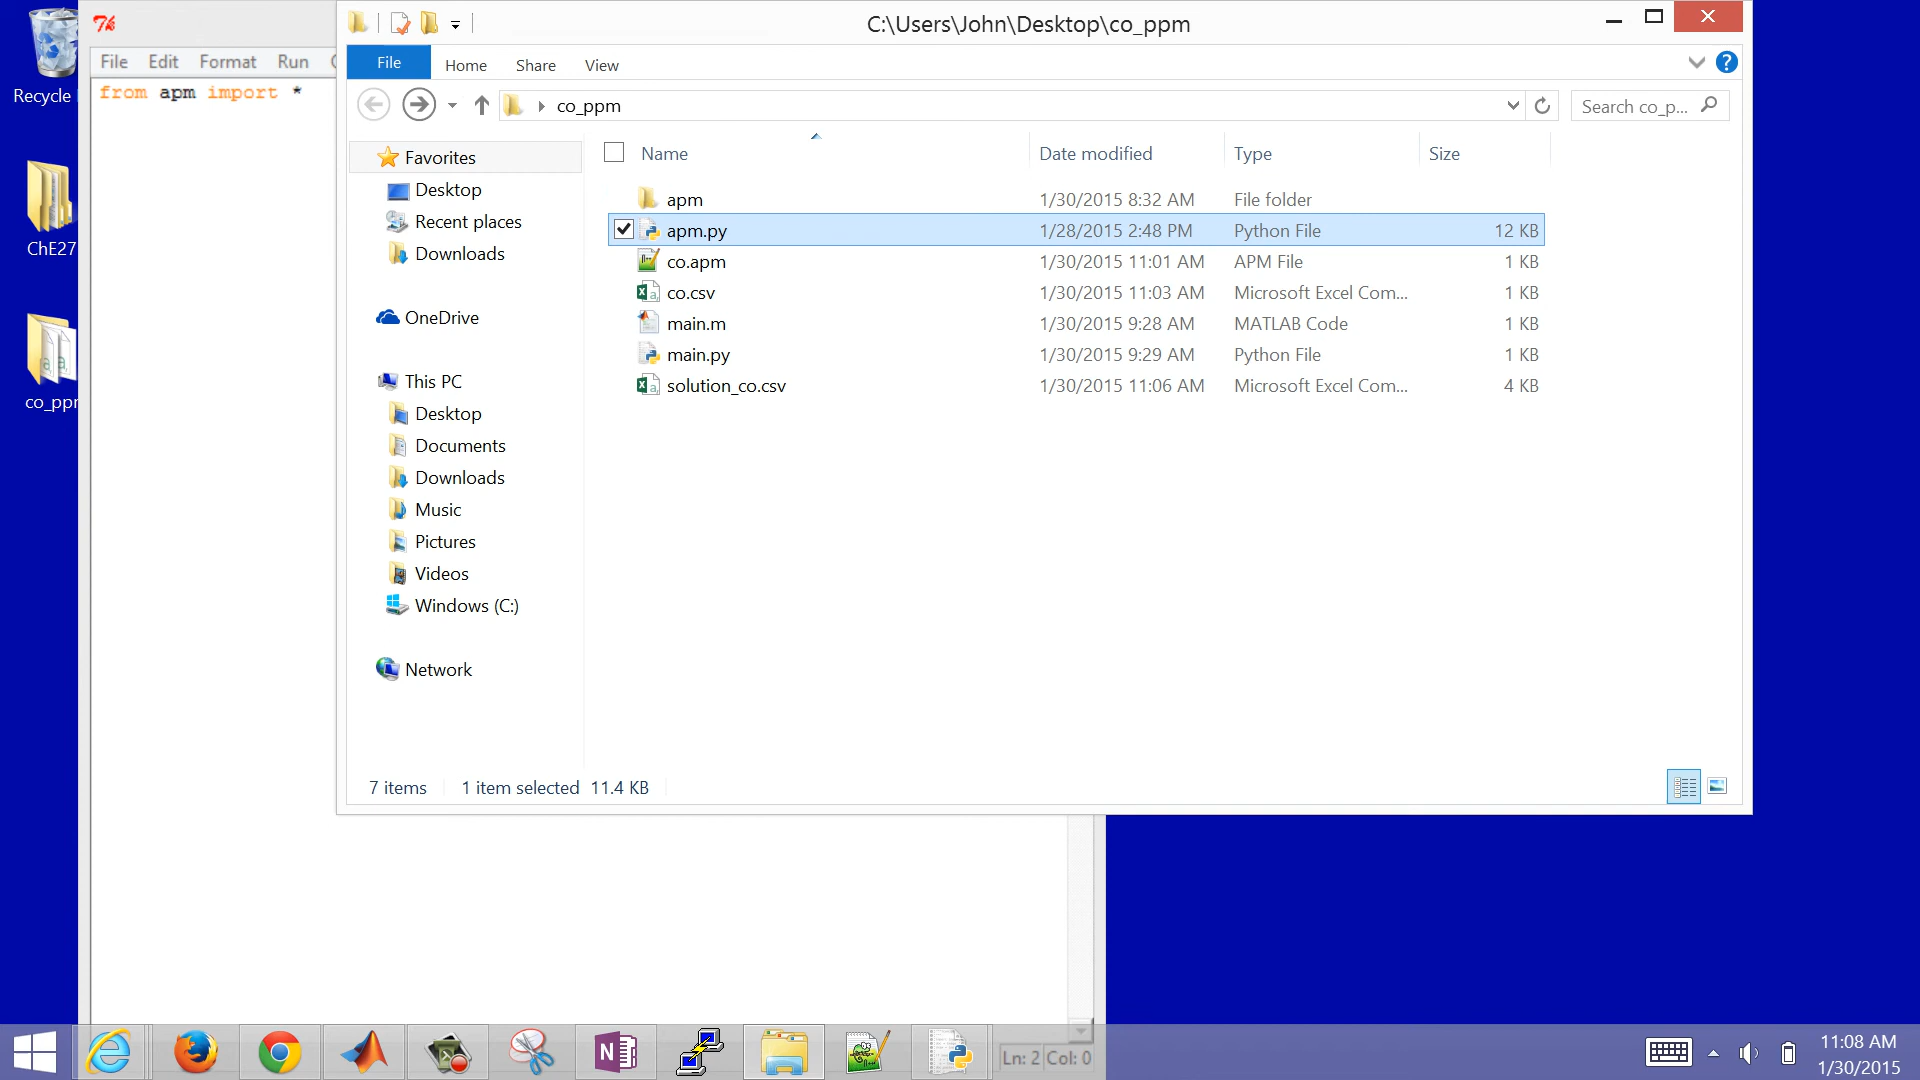 C:\Users\John\Desktop\co_ppm
File Edit Format Run
File Home Share View
from apm import *
co_ppm
Search co_p...
Recycle
ChE27
co_ppr
Favorites
Desktop
Recent places
Downloads
OneDrive
This PC
Desktop
Documents
Downloads
Music
Pictures
Videos
Windows (C:)
Network
Name Date modified Type Size
apm 1/30/2015 8:32 AM File folder
apm.py 1/28/2015 2:48 PM Python File 12 KB
co.apm 1/30/2015 11:01 AM APM File 1 KB
co.csv 1/30/2015 11:03 AM Microsoft Excel Com... 1 KB
main.m 1/30/2015 9:28 AM MATLAB Code 1 KB
main.py 1/30/2015 9:29 AM Python File 1 KB
solution_co.csv 1/30/2015 11:06 AM Microsoft Excel Com... 4 KB
7 items 1 item selected 11.4 KB
Ln: 2 Col: 0
11:08 AM
1/30/2015